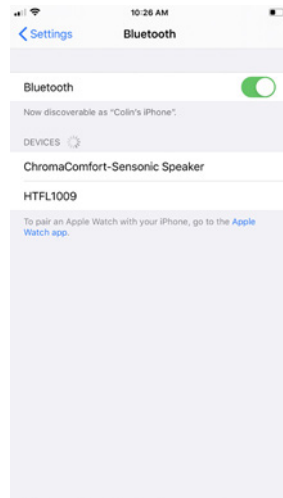 10:26 AM
Settings
Bluetooth
Bluetooth
Now discoverable as “Colin’s iPhone”.
DEVICES
ChromaComfort-Sensonic Speaker
HTFL1009
To pair an Apple Watch with your iPhone, go to the Apple
Watch app.